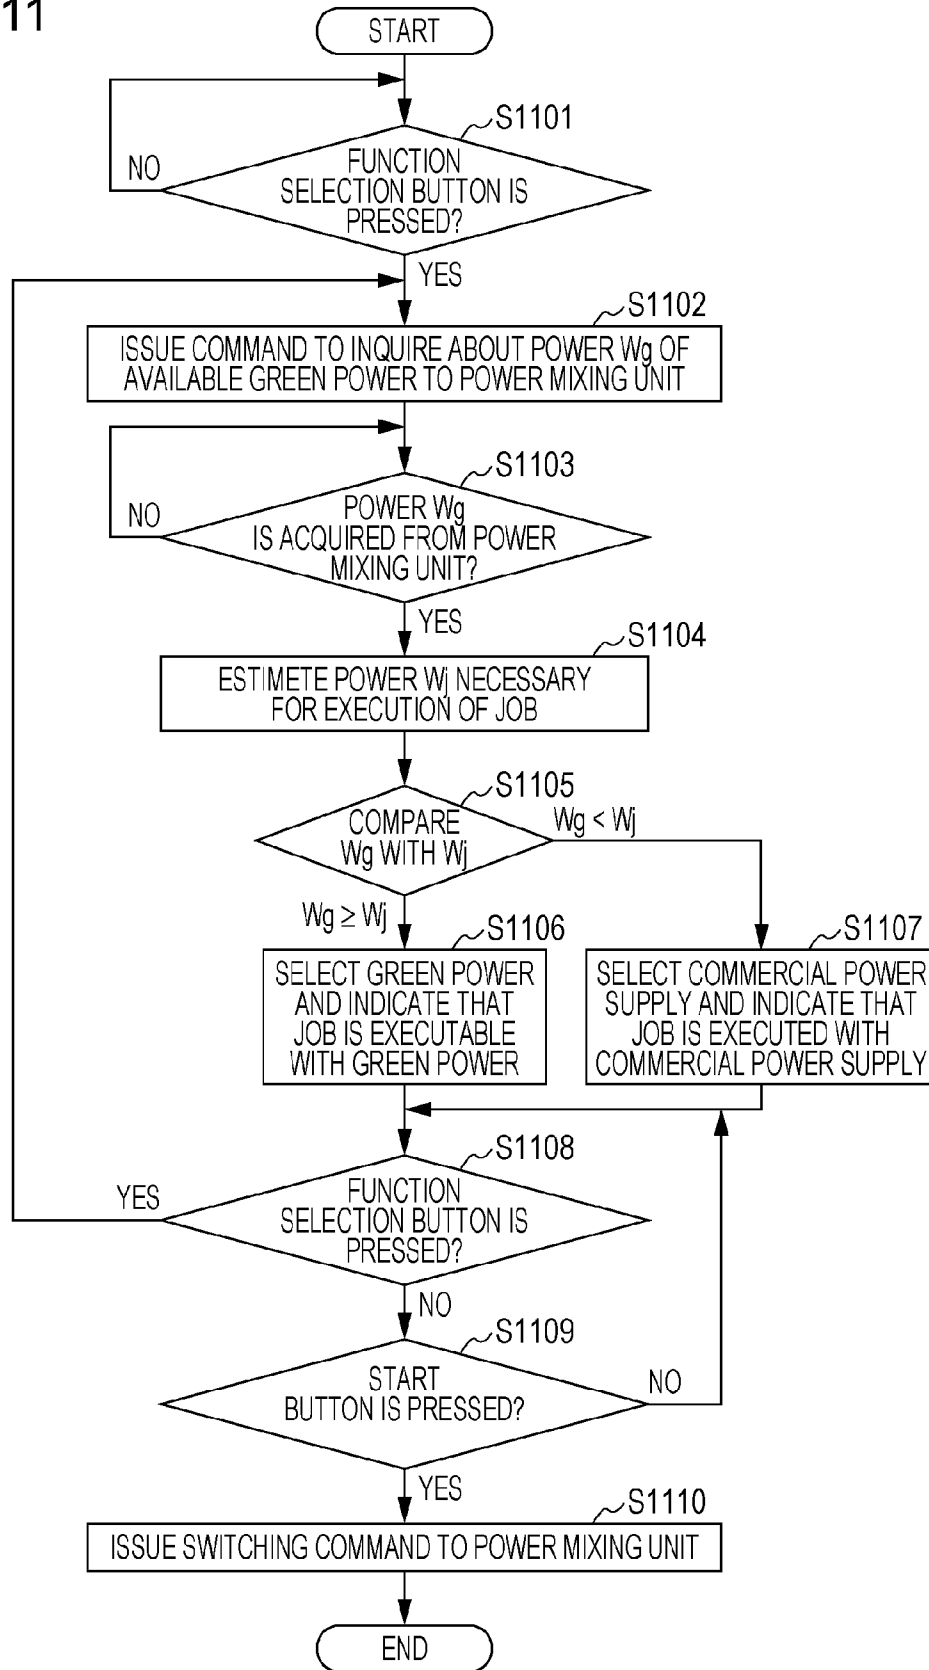 11
START
S1101
NO
FUNCTION
SELECTION BUTTON IS
PRESSED?
YES
S1102
ISSUE COMMAND TO INQUIRE ABOUT POWER Wg OF
AVAILABLE GREEN POWER TO POWER MIXING UNIT
S1103
NO
POWER Wg
IS ACQUIRED FROM POWER
MIXING UNIT?
YES
S1104
ESTIMETE POWER Wj NECESSARY
FOR EXECUTION OF JOB
S1105
COMPARE
Wg WITH Wj
Wg < Wj
Wg ≥ Wj
S1106
SELECT GREEN POWER
AND INDICATE THAT
JOB IS EXECUTABLE
WITH GREEN POWER
S1107
SELECT COMMERCIAL POWER
SUPPLY AND INDICATE THAT
JOB IS EXECUTED WITH
COMMERCIAL POWER SUPPLY
S1108
YES
FUNCTION
SELECTION BUTTON IS
PRESSED?
NO
S1109
START
BUTTON IS PRESSED?
NO
YES
S1110
ISSUE SWITCHING COMMAND TO POWER MIXING UNIT
END